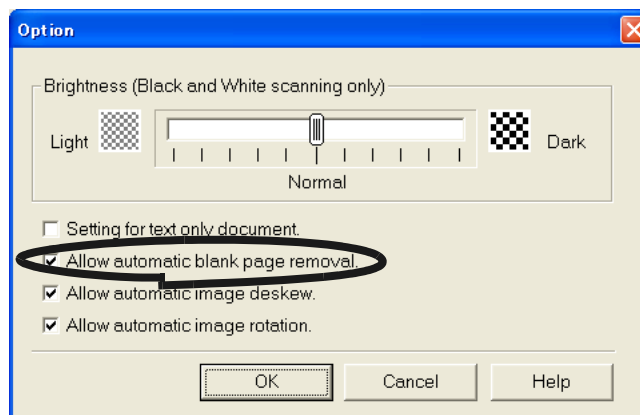 Option
Brightness (Black and White scanning only)
Light Dark
Normal
Setting for text only document.
Allow automatic blank page removal.
Allow automatic image deskew.
Allow automatic image rotation.
OK Cancel Help